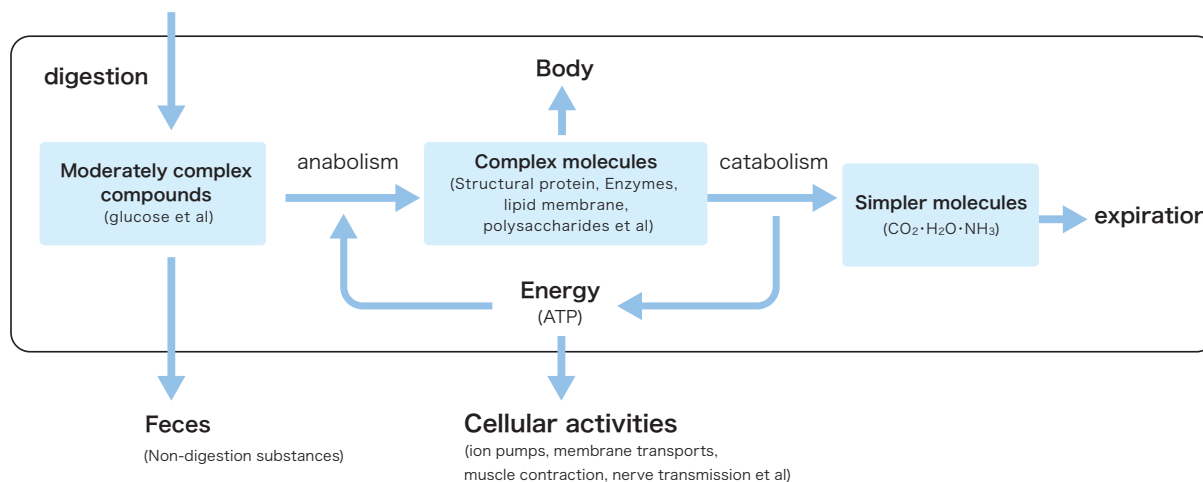 digestion
Body
Moderately complex
compounds
(glucose et al)
anabolism
Complex molecules
(Structural protein, Enzymes,
lipid membrane,
polysaccharides et al)
catabolism
Simpler molecules
(CO₂･H₂O･NH₃)
expiration
Energy
(ATP)
Feces
(Non-digestion substances)
Cellular activities
(ion pumps, membrane transports,
muscle contraction, nerve transmission et al)